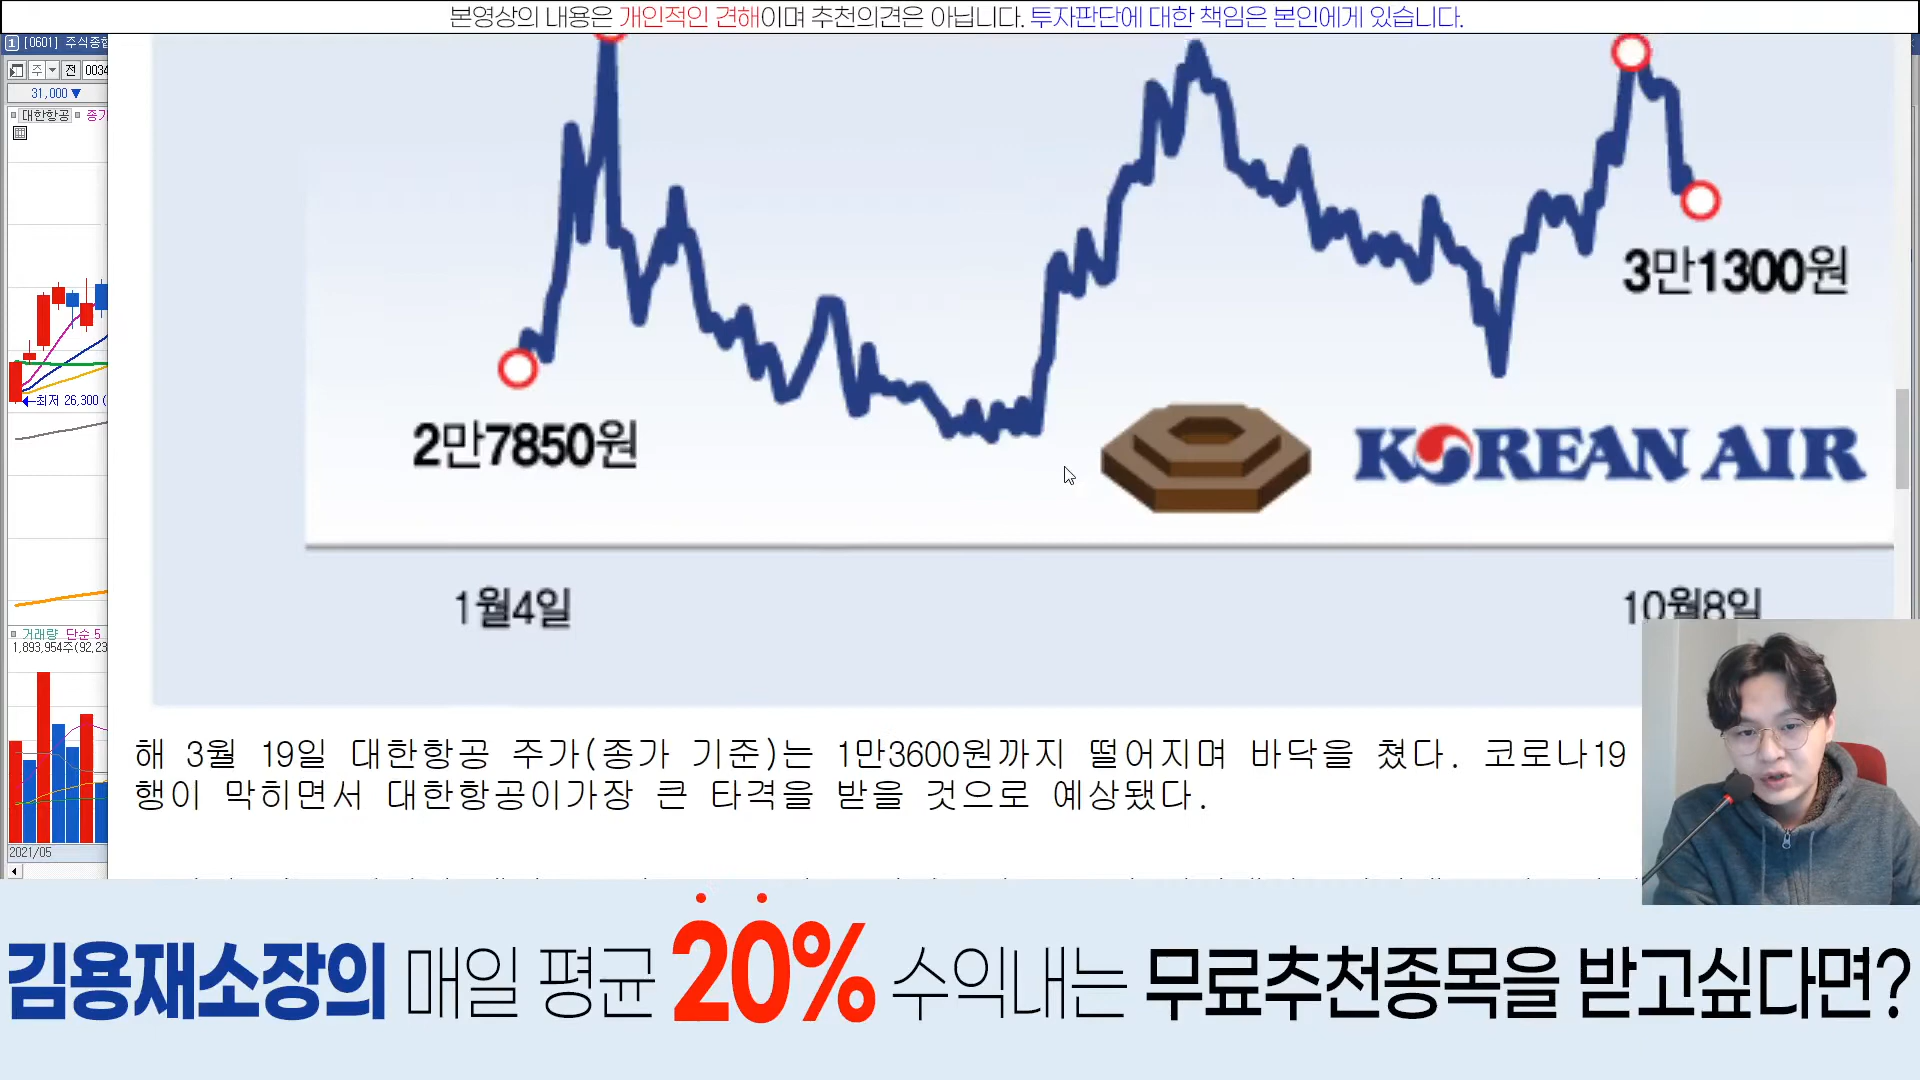 본영상의 내용은 개인적인 견해이며 추천의견은 아닙니다. 투자판단에 대한 책임은 본인에게 있습니다.
1 [0601] 주식종합
주 전 0034
31,000 ▼
대한항공 종가
최저 26,300 (
거래량 단순 5
1,893,954주(92,23
2021/05
3만1300원
2만7850원
KOREAN AIR
1월4일
10월8일
해 3월 19일 대한항공 주가(종가 기준)는 1만3600원까지 떨어지며 바닥을 쳤다. 코로나19
행이 막히면서 대한항공이가장 큰 타격을 받을 것으로 예상됐다.
김용재소장의 매일 평균 20% 수익내는 무료추천종목을 받고싶다면?